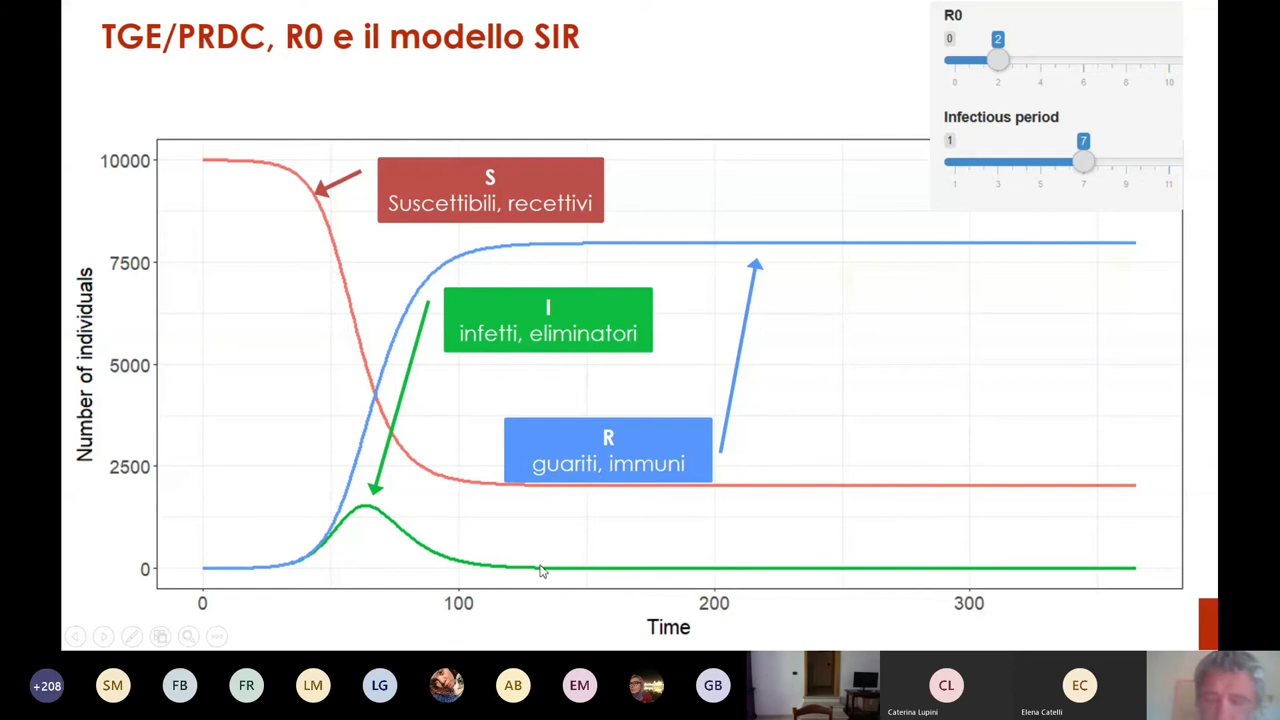 TGE/PRDC, R0 e il modello SIR
R0
0
2
0 2 4 6 8 10
Infectious period
1
7
1 3 5 7 9 11
10000
7500
5000
2500
0
Number of individuals
S
Suscettibili, recettivi
I
infetti, eliminatori
R
guariti, immuni
0 100 200 300
Time
+208 SM FB FR LM LG AB EM GB CL EC
Caterina Lupini
Elena Catelli